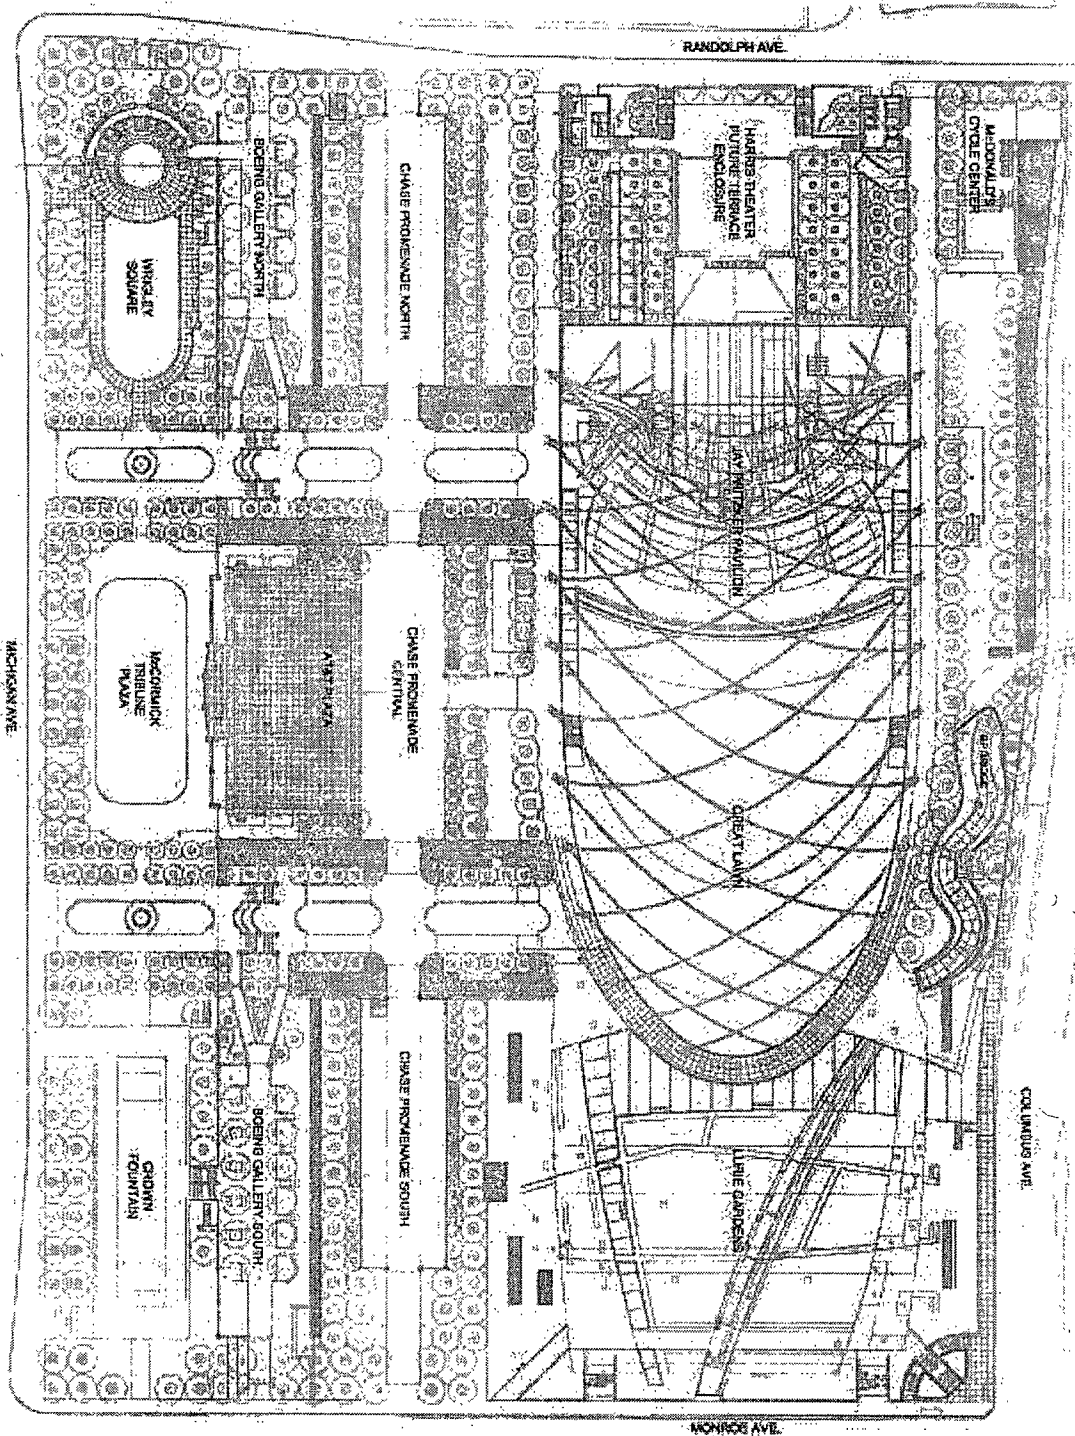 RANDOLPH AVE.
McDONALD'S
CYCLE CENTER
HARRIS THEATER
FUTURE TERRACE
ENCLOSURE
BOEING GALLERY NORTH
CHASE PROMENADE NORTH
WRIGLEY
SQUARE
JAY PRITZKER PAVILION
MICHIGAN AVE.
McCORMICK
TRIBUNE
PLAZA
AT&T PLAZA
CHASE PROMENADE
CENTRAL
GREAT LAWN
BP BRIDGE
COLUMBUS AVE.
CROWN
FOUNTAIN
BOEING GALLERY SOUTH
CHASE PROMENADE SOUTH
LURIE GARDENS
MONROE AVE.